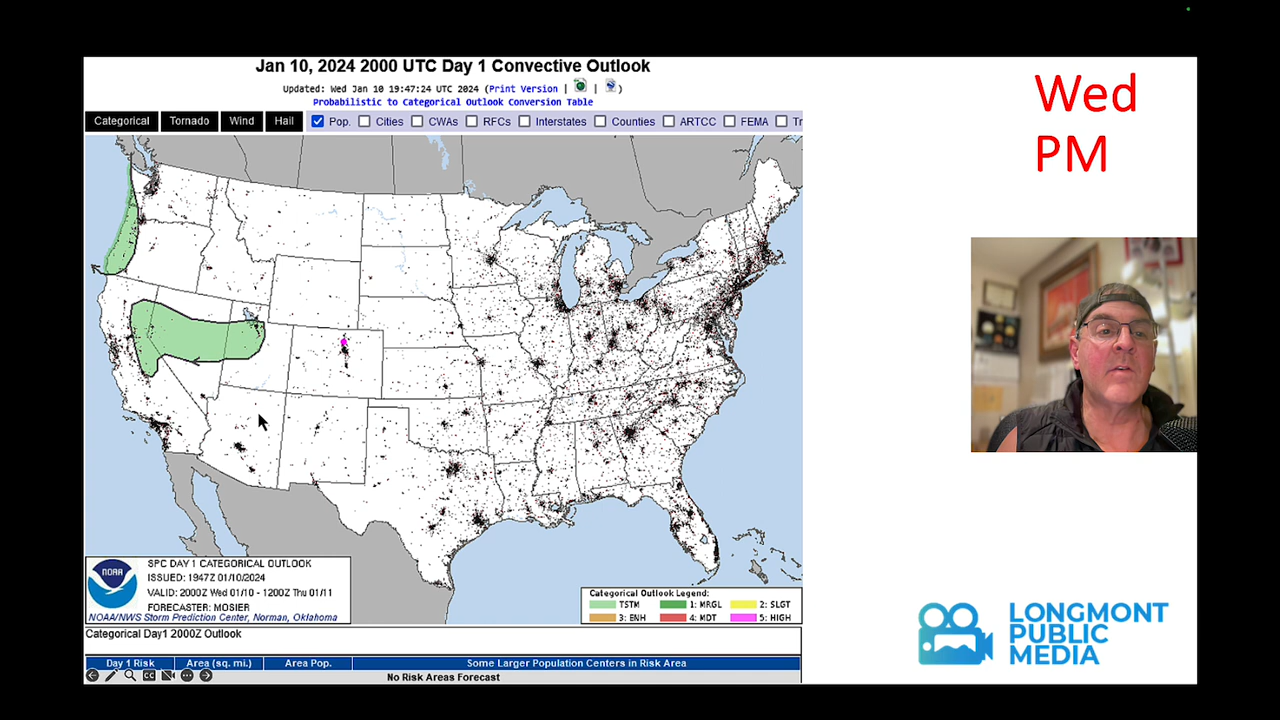 Jan 10, 2024 2000 UTC Day 1 Convective Outlook
Updated: Wed Jan 10 19:47:24 UTC 2024 (Print Version | | )
Probabilistic to Categorical Outlook Conversion Table
Categorical Tornado Wind Hail Pop. Cities CWAs RFCs Interstates Counties ARTCC FEMA Tr
Wed
PM
NOAA
SPC DAY 1 CATEGORICAL OUTLOOK
ISSUED: 1947Z 01/10/2024
VALID: 2000Z Wed 01/10 - 1200Z Thu 01/11
FORECASTER: MOSIER
NOAA/NWS Storm Prediction Center, Norman, Oklahoma
Categorical Outlook Legend:
TSTM 1: MRGL 2: SLGT
3: ENH 4: MDT 5: HIGH
Categorical Day1 2000Z Outlook
Day 1 Risk Area (sq. mi.) Area Pop. Some Larger Population Centers in Risk Area
CC
No Risk Areas Forecast
LONGMONT
PUBLIC
MEDIA